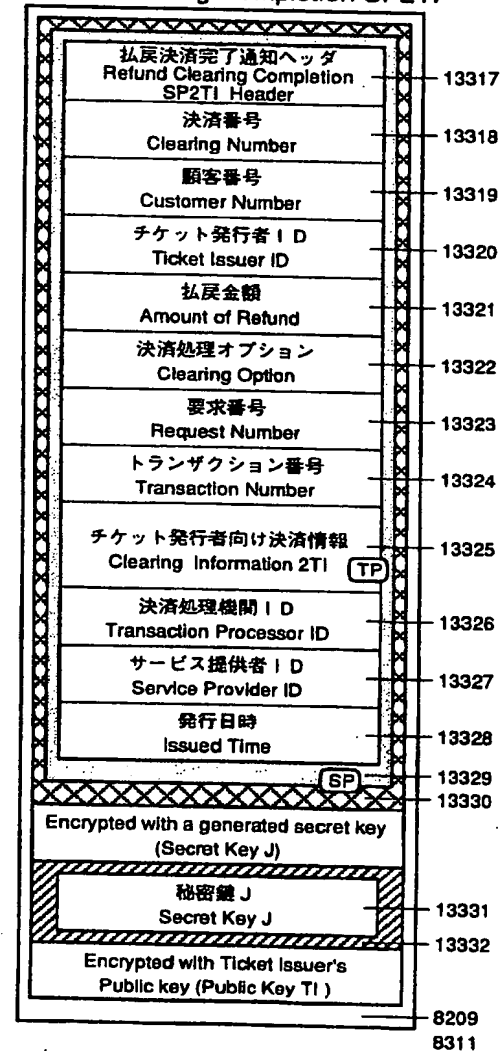 払戻決済完了通知ヘッダ
Refund Clearing Completion
SP2TI Header
13317
決済番号
Clearing Number
13318
顧客番号
Customer Number
13319
チケット発行者ID
Ticket Issuer ID
13320
払戻金額
Amount of Refund
13321
決済処理オプション
Clearing Option
13322
要求番号
Request Number
13323
トランザクション番号
Transaction Number
13324
チケット発行者向け決済情報
Clearing Information 2TI
TP
13325
決済処理機関ID
Transaction Processor ID
13326
サービス提供者ID
Service Provider ID
13327
発行日時
Issued Time
13328
SP
13329
13330
Encrypted with a generated secret key
(Secret Key J)
秘密鍵 J
Secret Key J
13331
13332
Encrypted with Ticket Issuer's
Public key (Public Key TI )
8209
8311